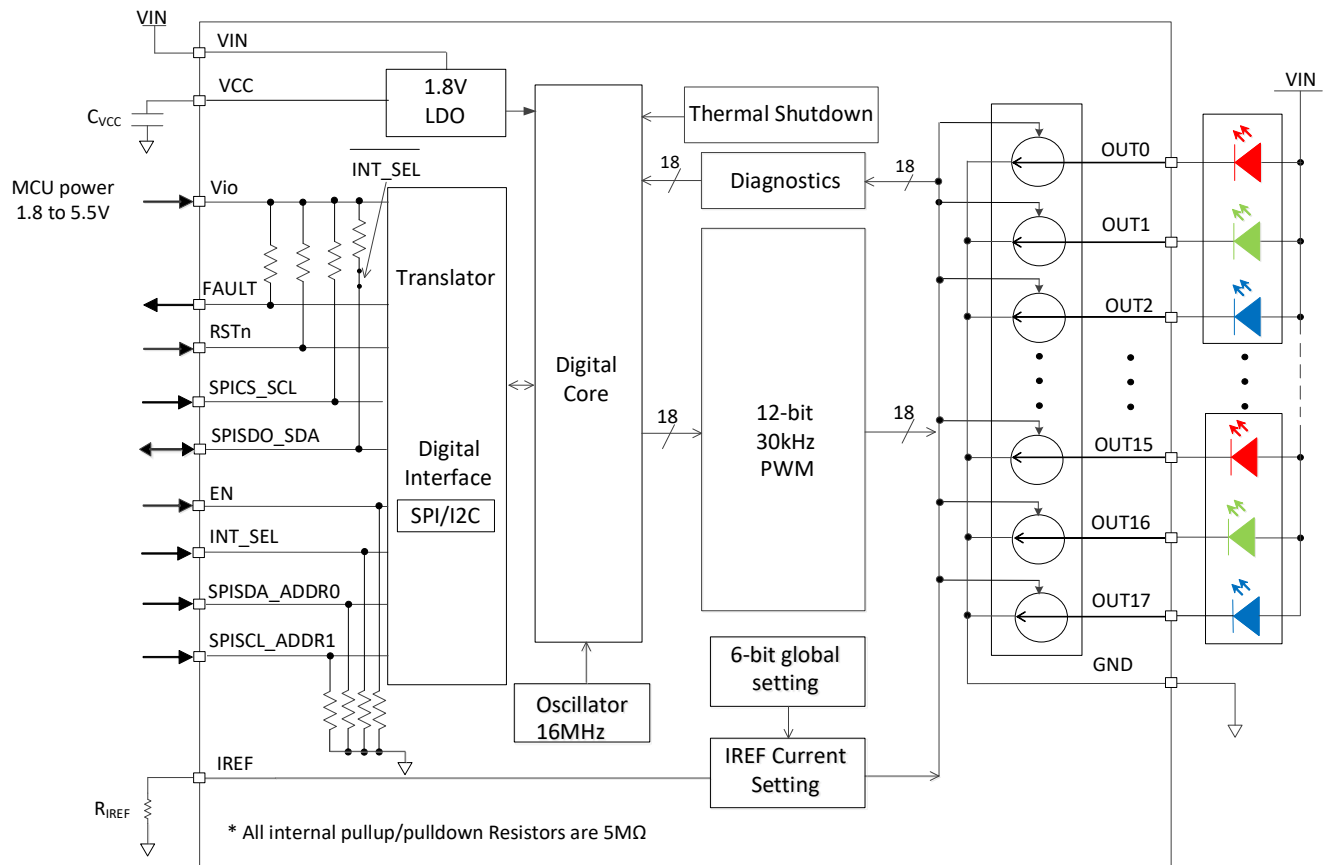 VIN
VIN
VCC
C_VCC
1.8V
LDO
Thermal Shutdown
VIN
INT_SEL
18
Diagnostics
18
OUT0
MCU power
1.8 to 5.5V
Vio
OUT1
Translator
FAULT
OUT2
RSTn
Digital
Core
SPICS_SCL
18
12-bit
30kHz
PWM
18
SPISDO_SDA
Digital
Interface
OUT15
EN
SPI/I2C
OUT16
INT_SEL
SPISDA_ADDR0
OUT17
SPISCL_ADDR1
6-bit global
setting
GND
Oscillator
16MHz
IREF
IREF Current
Setting
R_IREF
* All internal pullup/pulldown Resistors are 5MΩ